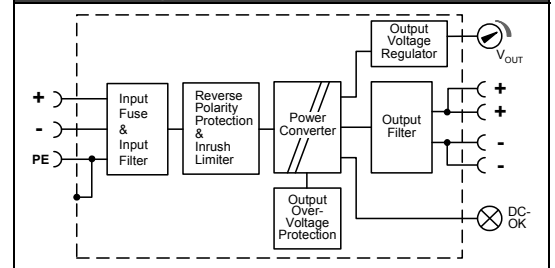 Output
Voltage
Regulator
VOUT
+
-
PE
Input
Fuse
&
Input
Filter
Reverse
Polarity
Protection
&
Inrush
Limiter
Power
Converter
Output
Filter
+
+
-
-
Output
Over-
Voltage
Protection
DC-
OK